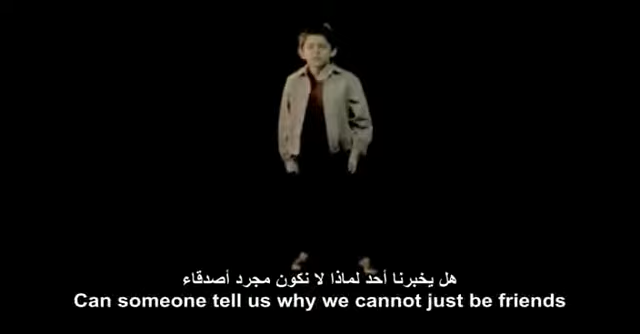 هل يخبرنا أحد لماذا لا نكون مجرد أصدقاء
Can someone tell us why we cannot just be friends